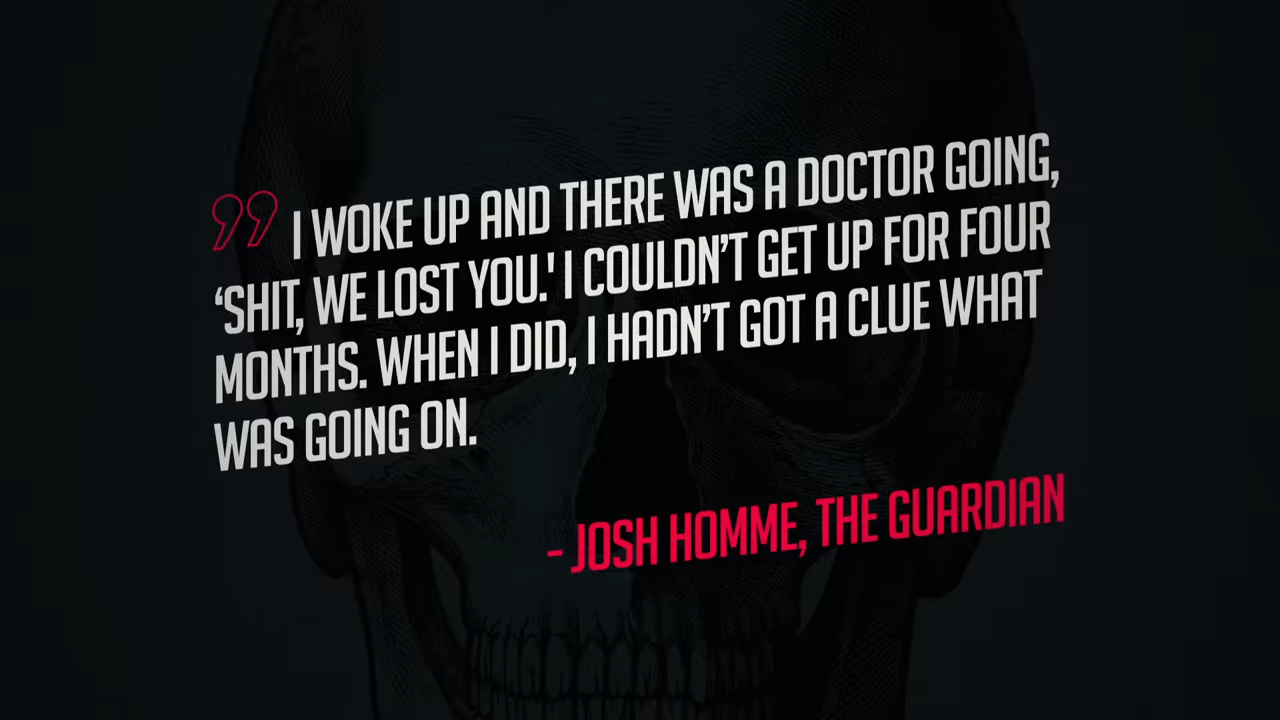 ” I WOKE UP AND THERE WAS A DOCTOR GOING,
‘SHIT, WE LOST YOU.' I COULDN’T GET UP FOR FOUR
MONTHS. WHEN I DID, I HADN’T GOT A CLUE WHAT
WAS GOING ON.
- JOSH HOMME, THE GUARDIAN